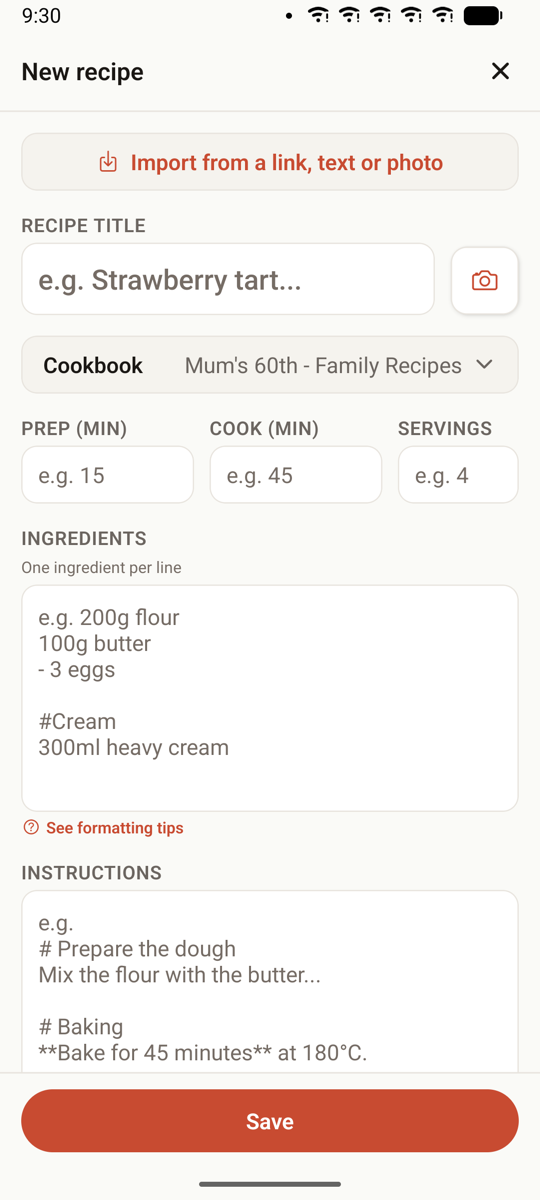 9:30
New recipe
Import from a link, text or photo
RECIPE TITLE
e.g. Strawberry tart...
Cookbook Mum's 60th - Family Recipes
PREP (MIN) COOK (MIN) SERVINGS
e.g. 15 e.g. 45 e.g. 4
INGREDIENTS
One ingredient per line
e.g. 200g flour
100g butter
- 3 eggs
#Cream
300ml heavy cream
See formatting tips
INSTRUCTIONS
e.g.
# Prepare the dough
Mix the flour with the butter...
# Baking
**Bake for 45 minutes** at 180°C.
Save